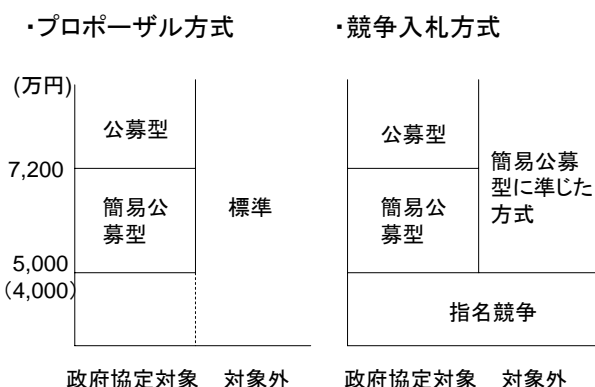 ・プロポーザル方式
・競争入札方式
(万円)
公募型
7,200
簡易公
募型
標準
5,000
(4,000)
政府協定対象 対象外
公募型
簡易公
募型
簡易公募
型に準じた
方式
指名競争
政府協定対象 対象外